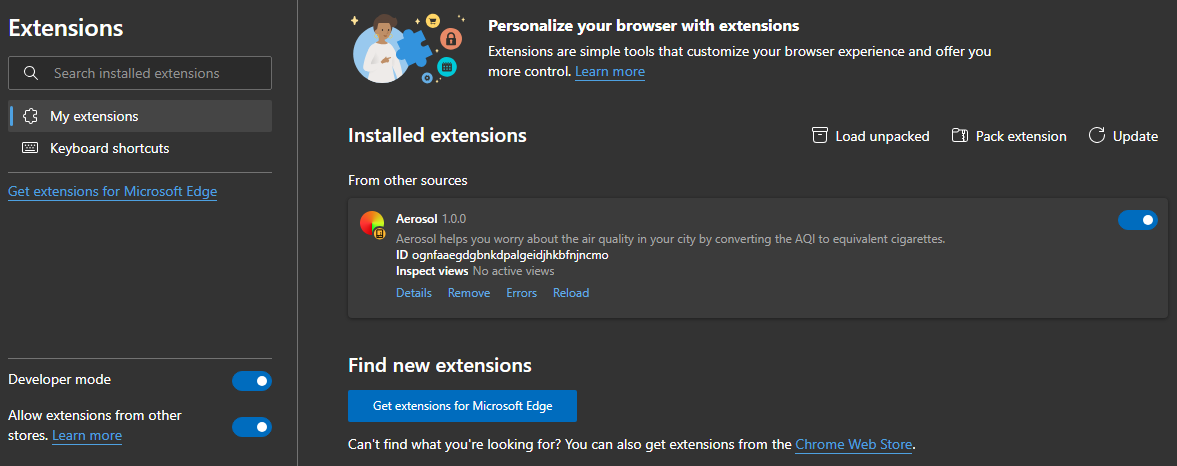 Extensions
Search installed extensions
My extensions
Keyboard shortcuts
Get extensions for Microsoft Edge
Developer mode
Allow extensions from other
stores. Learn more
Personalize your browser with extensions
Extensions are simple tools that customize your browser experience and offer you
more control. Learn more
Installed extensions
Load unpacked
Pack extension
Update
From other sources
Aerosol 1.0.0
Aerosol helps you worry about the air quality in your city by converting the AQI to equivalent cigarettes.
ID ognfaaegdgbnkdpalgeidjhkbfnjncmo
Inspect views No active views
Details Remove Errors Reload
Find new extensions
Get extensions for Microsoft Edge
Can't find what you're looking for? You can also get extensions from the Chrome Web Store.